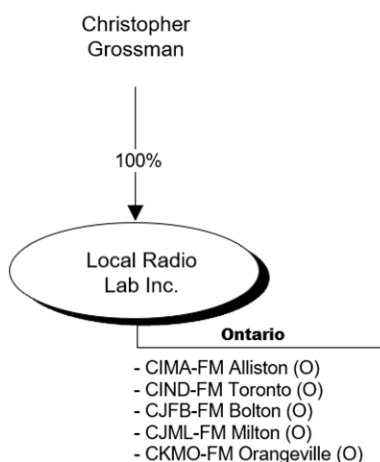 Christopher
Grossman
100%
Local Radio
Lab Inc.
Ontario
- CIMA-FM Alliston (O)
- CIND-FM Toronto (O)
- CJFB-FM Bolton (O)
- CJML-FM Milton (O)
- CKMO-FM Orangeville (O)